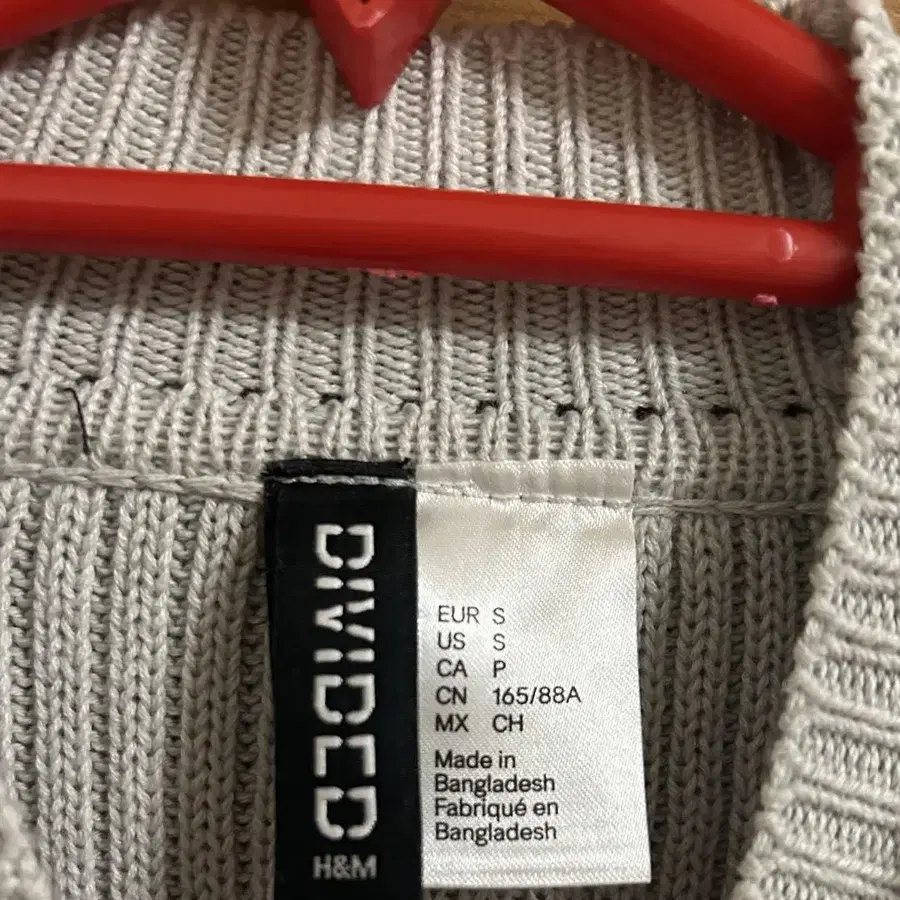 DIVIDED
H&M
EUR S
US S
CA P
CN 165/88A
MX CH
Made in
Bangladesh
Fabriqué en
Bangladesh